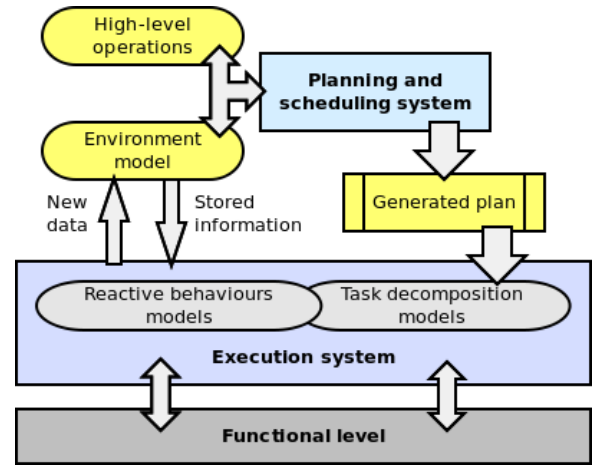 High-level
operations
Planning and
scheduling system
Environment
model
New
data
Stored
information
Generated plan
Reactive behaviours
models
Task decomposition
models
Execution system
Functional level